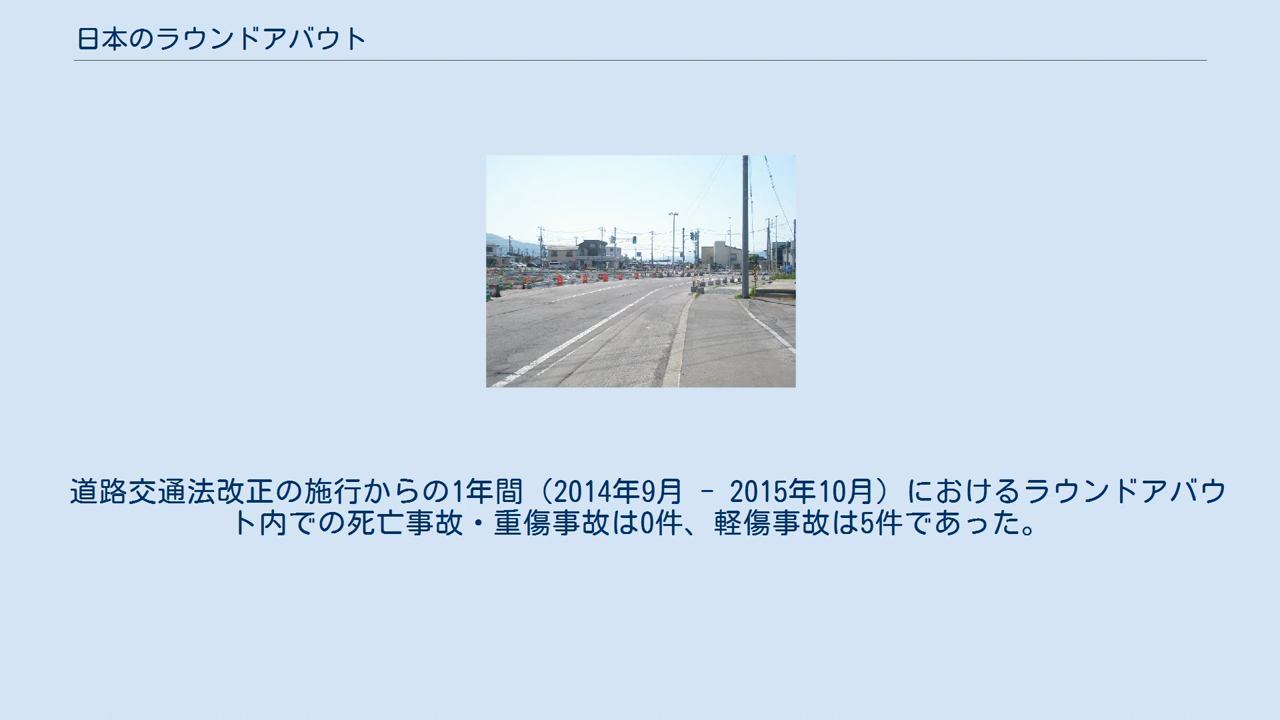 日本のラウンドアバウト
道路交通法改正の施行からの1年間（2014年9月 - 2015年10月）におけるラウンドアバウ
ト内での死亡事故・重傷事故は0件、軽傷事故は5件であった。